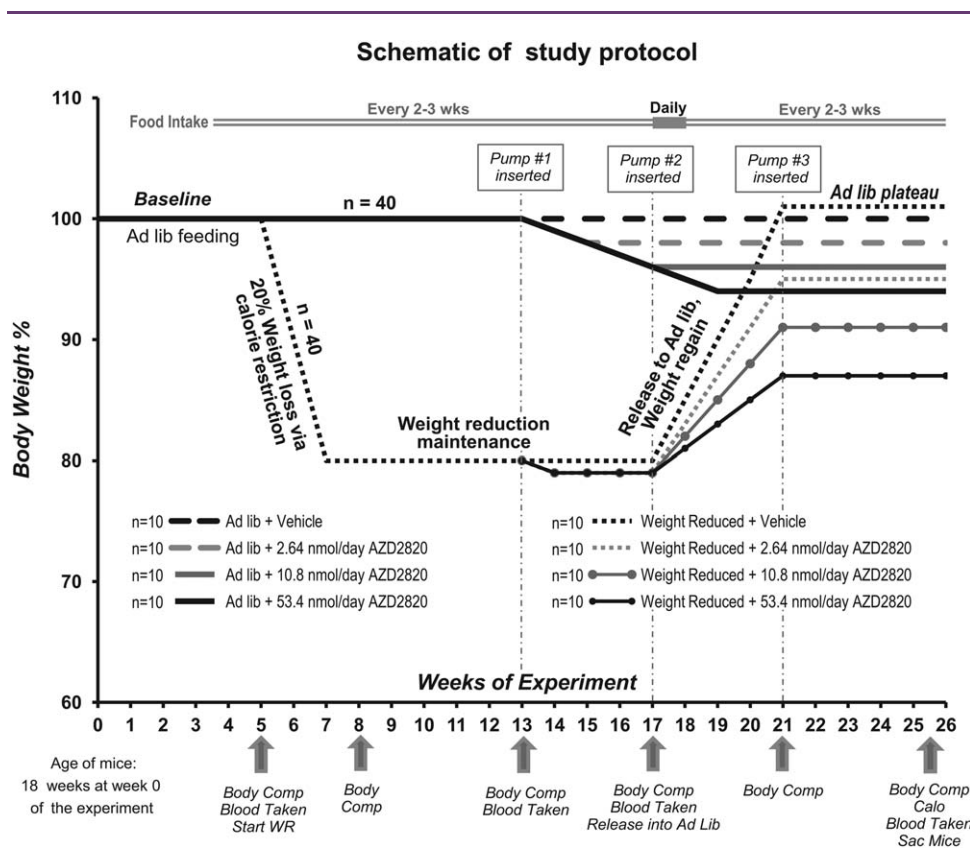 Schematic of study protocol
110
100
90
80
70
60
Body Weight %
Food Intake
Every 2-3 wks
Daily
Every 2-3 wks
Pump #1
inserted
Pump #2
inserted
Pump #3
inserted
Baseline
n = 40
Ad lib plateau
Ad lib feeding
n = 40
20% Weight loss via
calorie restriction
Weight reduction
maintenance
Release to Ad lib,
Weight regain
n=10 Ad lib + Vehicle
n=10 Ad lib + 2.64 nmol/day AZD2820
n=10 Ad lib + 10.8 nmol/day AZD2820
n=10 Ad lib + 53.4 nmol/day AZD2820
n=10 Weight Reduced + Vehicle
n=10 Weight Reduced + 2.64 nmol/day AZD2820
n=10 Weight Reduced + 10.8 nmol/day AZD2820
n=10 Weight Reduced + 53.4 nmol/day AZD2820
Weeks of Experiment
0 1 2 3 4 5 6 7 8 9 10 11 12 13 14 15 16 17 18 19 20 21 22 23 24 25 26
Age of mice:
18 weeks at week 0
of the experiment
Body Comp
Blood Taken
Start WR
Body
Comp
Body Comp
Blood Taken
Body Comp
Blood Taken
Release into Ad Lib
Body Comp
Body Comp
Calo
Blood Taken
Sac Mice